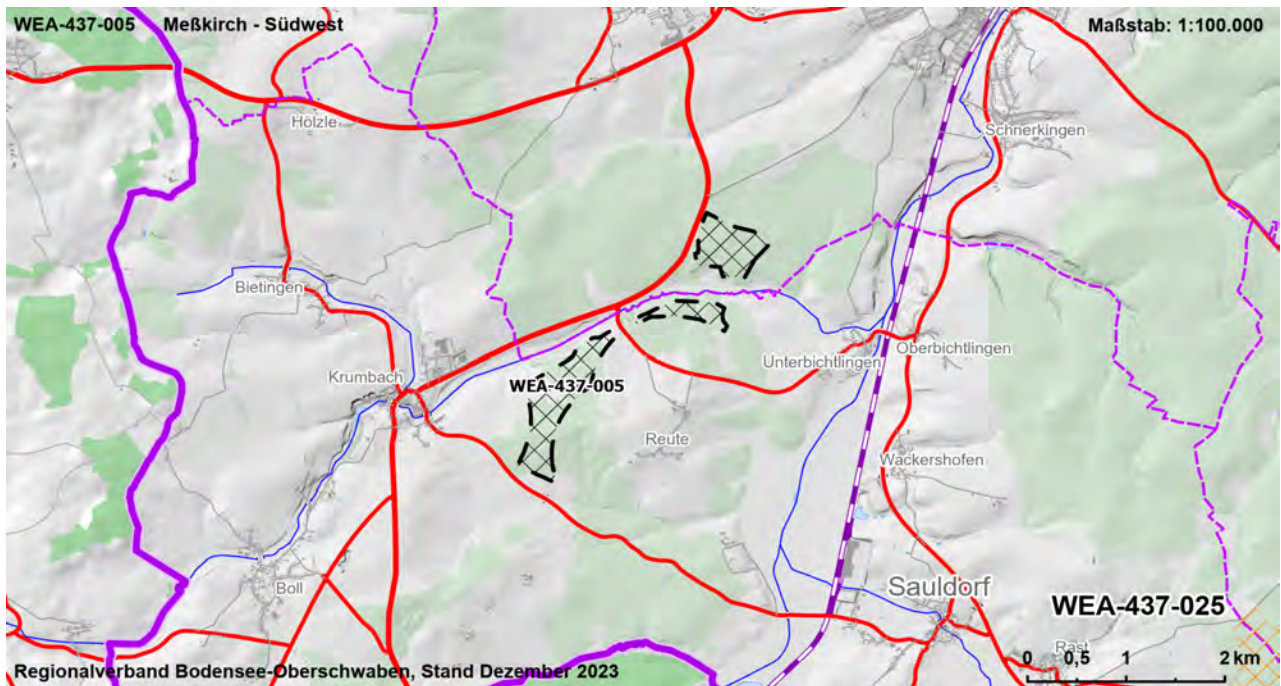 WEA-437-005 Meßkirch - Südwest
Maßstab: 1:100.000
Hölzle
Schnerkingen
Bietingen
Krumbach
WEA-437-005
Unterbichtlingen
Oberbichtlingen
Reute
Wackershofen
Boll
Sauldorf
WEA-437-025
Rast
0 0,5 1 2 km
Regionalverband Bodensee-Oberschwaben, Stand Dezember 2023